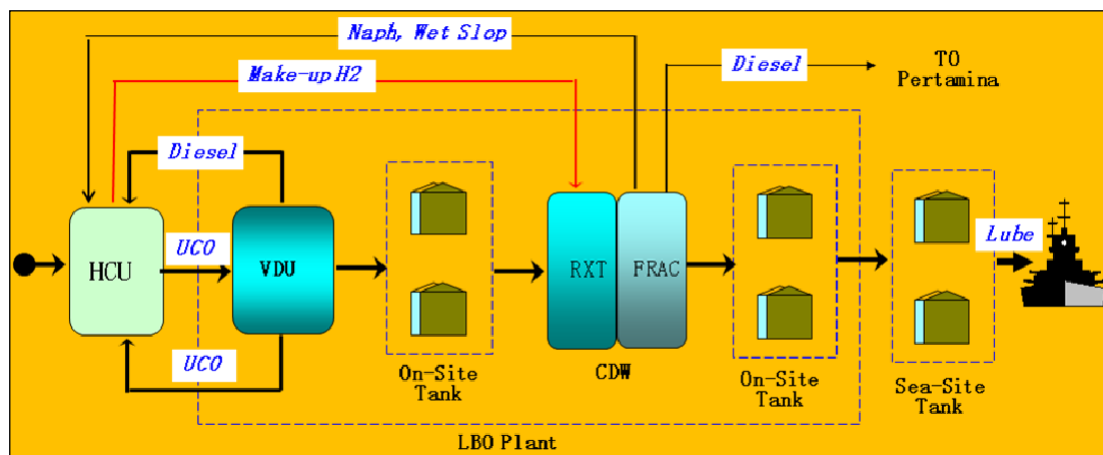 Naph, Wet Slop
Make-up H2
Diesel
TO
Pertamina
Diesel
UCO
HCU
VDU
RXT
FRAC
Lube
UCO
On-Site
Tank
CDW
On-Site
Tank
Sea-Site
Tank
LBO Plant